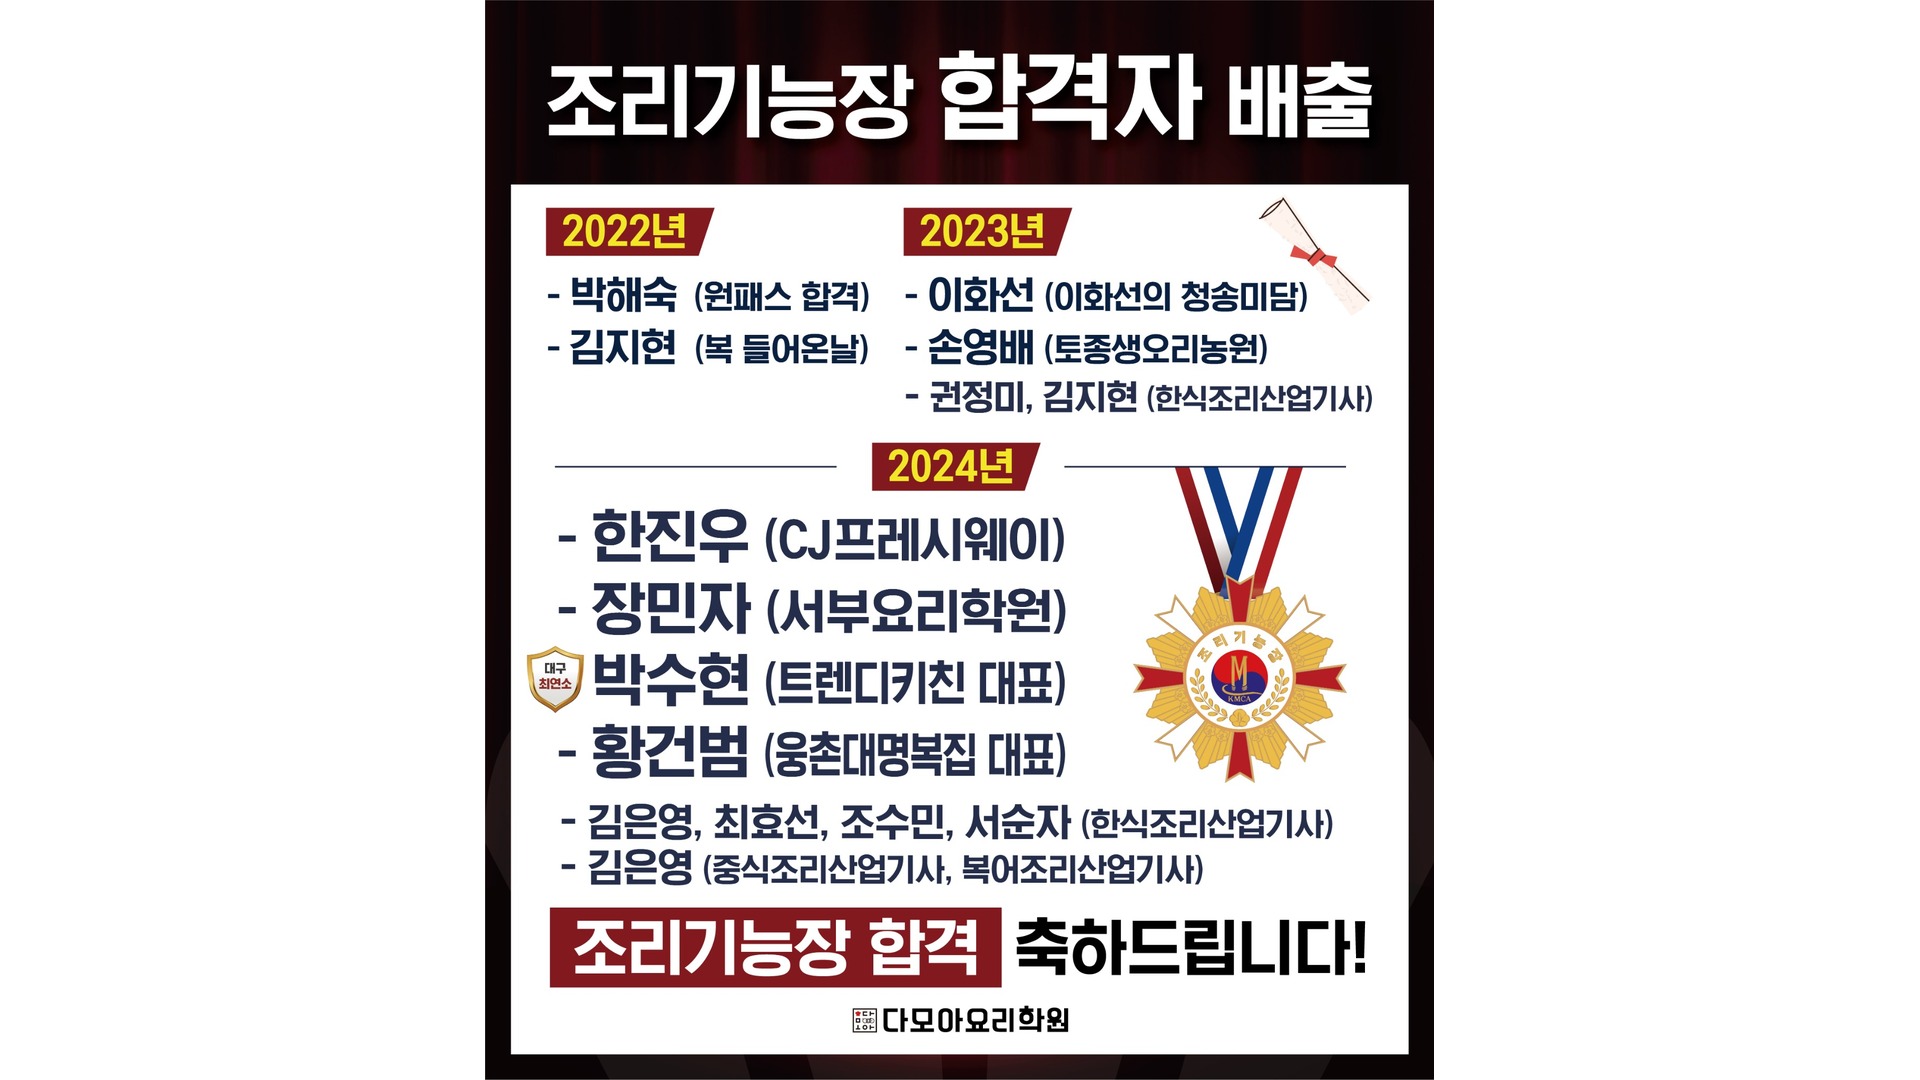 조리기능장 합격자 배출
2022년
- 박해숙 (원패스 합격)
- 김지현 (복 들어온날)
2023년
- 이화선 (이화선의 청송미담)
- 손영배 (토종생오리농원)
- 권정미, 김지현 (한식조리산업기사)
2024년
- 한진우 (CJ프레시웨이)
- 장민자 (서부요리학원)
대구
최연소
박수현 (트렌디키친 대표)
- 황건범 (웅촌대명복집 대표)
- 김은영, 최효선, 조수민, 서순자 (한식조리산업기사)
- 김은영 (중식조리산업기사, 복어조리산업기사)
조리기능장
M
KMCA
조리기능장 합격 축하드립니다!
다모아요리학원